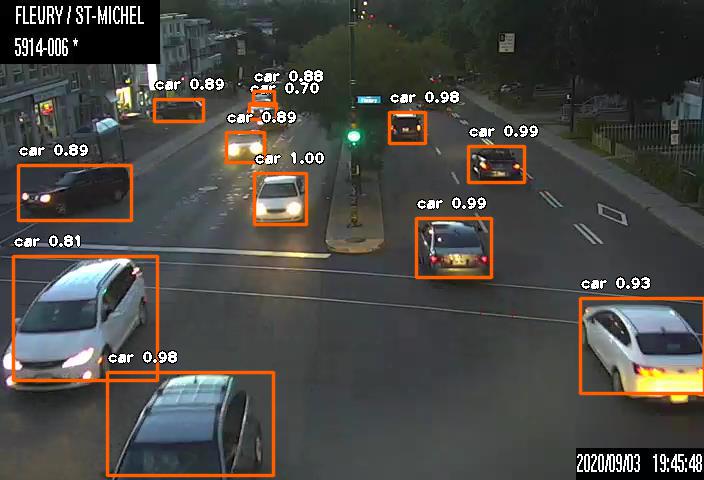 FLEURY / ST-MICHEL
5914-006 *
car 0.88
car 0.89
0.70
car 0.98
Fleury
car 0.89
car 0.99
car 0.89
car 1.00
car 0.99
car 0.81
car 0.93
car 0.98
2020/09/03 19:45:48